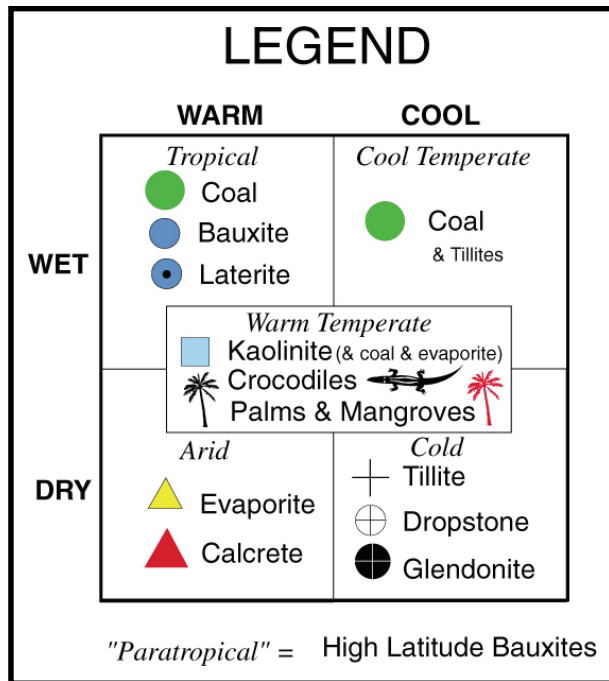 LEGEND
WARM COOL
Tropical Cool Temperate
Coal Coal
Bauxite & Tillites
WET
Laterite
Warm Temperate
Kaolinite (& coal & evaporite)
Crocodiles
Palms & Mangroves
Arid Cold
DRY
Tillite
Evaporite Dropstone
Calcrete Glendonite
"Paratropical" = High Latitude Bauxites